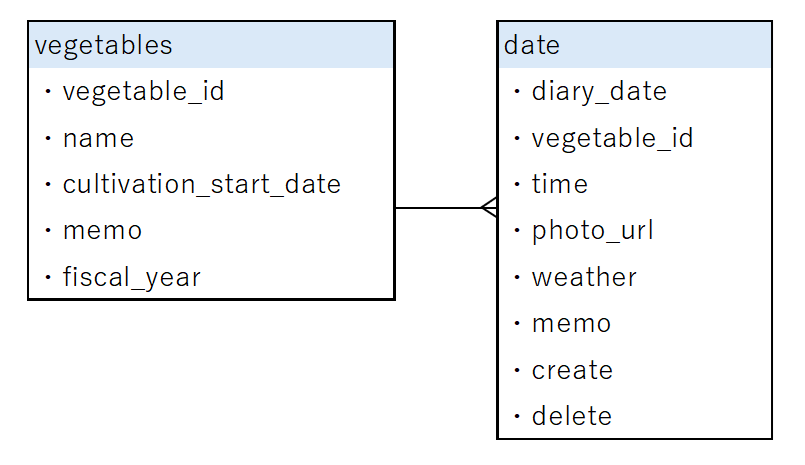 vegetables
・vegetable_id
・name
・cultivation_start_date
・memo
・fiscal_year
date
・diary_date
・vegetable_id
・time
・photo_url
・weather
・memo
・create
・delete